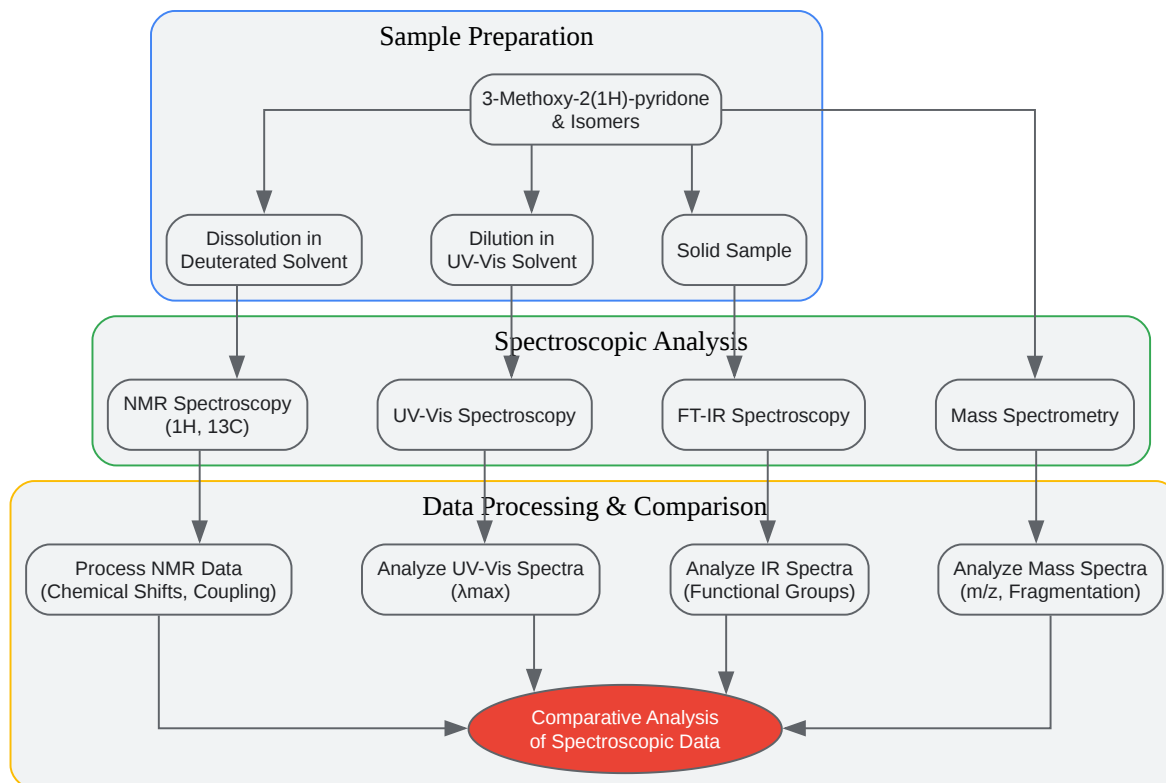 Sample Preparation
3-Methoxy-2(1H)-pyridone
& Isomers
Dissolution in
Deuterated Solvent
Dilution in
UV-Vis Solvent
Solid Sample
Spectroscopic Analysis
NMR Spectroscopy
(1H, 13C)
UV-Vis Spectroscopy
FT-IR Spectroscopy
Mass Spectrometry
Data Processing & Comparison
Process NMR Data
(Chemical Shifts, Coupling)
Analyze UV-Vis Spectra
(λmax)
Analyze IR Spectra
(Functional Groups)
Analyze Mass Spectra
(m/z, Fragmentation)
Comparative Analysis
of Spectroscopic Data